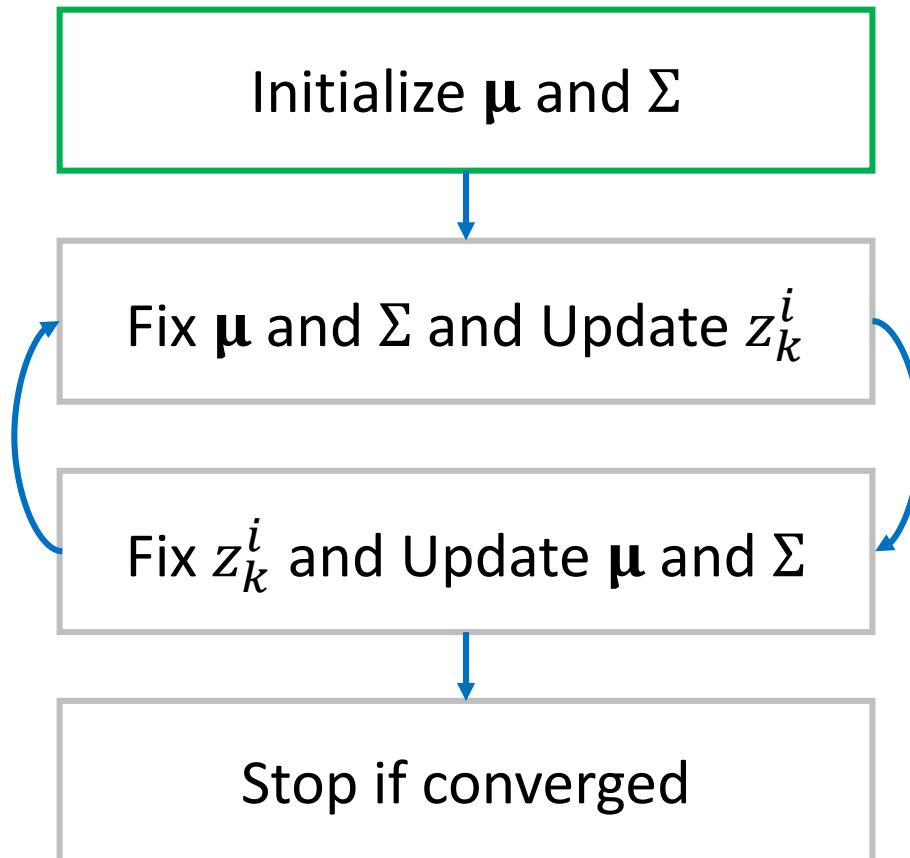 Initialize μ and Σ
Fix μ and Σ and Update $z_k^i$
Fix $z_k^i$ and Update μ and Σ
Stop if converged